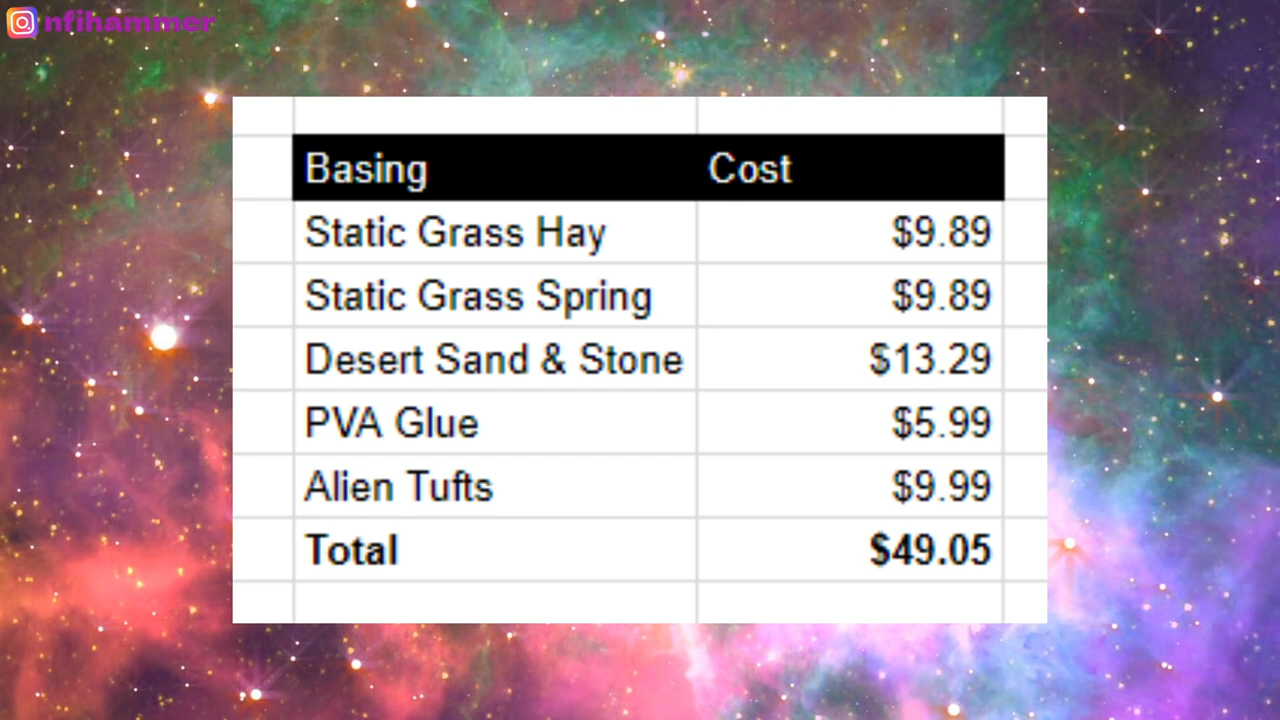 nfihammer
Basing Cost
Static Grass Hay $9.89
Static Grass Spring $9.89
Desert Sand & Stone $13.29
PVA Glue $5.99
Alien Tufts $9.99
Total $49.05